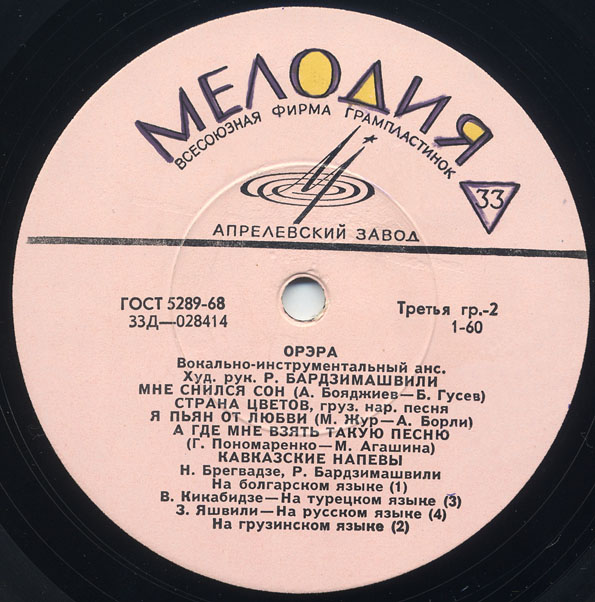 МЕЛОДИЯ
ВСЕСОЮЗНАЯ ФИРМА ГРАМПЛАСТИНОК
33
АПРЕЛЕВСКИЙ ЗАВОД
ГОСТ 5289-68
33Д—028414
Третья гр.-2
1-60
ОРЭРА
Вокально-инструментальный анс.
Худ. рук. Р. БАРДЗИМАШВИЛИ
МНЕ СНИЛСЯ СОН (А. Бояджиев—Б. Гусев)
СТРАНА ЦВЕТОВ, груз. нар. песня
Я ПЬЯН ОТ ЛЮБВИ (М. Жур—А. Борли)
А ГДЕ МНЕ ВЗЯТЬ ТАКУЮ ПЕСНЮ
(Г. Пономаренко—М. Агашина)
КАВКАЗСКИЕ НАПЕВЫ
Н. Брегвадзе, Р. Бардзимашвили
На болгарском языке (1)
В. Кикабидзе—На турецком языке (3)
З. Яшвили—На русском языке (4)
На грузинском языке (2)